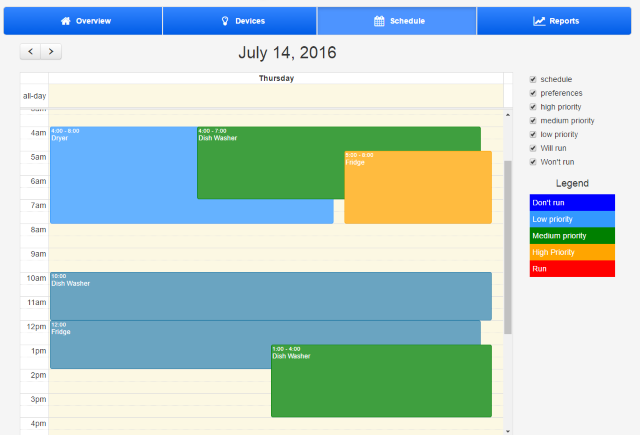 Overview
Devices
Schedule
Reports
July 14, 2016
Thursday
all-day
4am
5am
6am
7am
8am
9am
10am
11am
12pm
1pm
2pm
3pm
4pm
4:00 - 8:00
Dryer
4:00 - 7:00
Dish Washer
5:00 - 8:00
Fridge
10:00
Dish Washer
12:00
Fridge
1:00 - 4:00
Dish Washer
schedule
preferences
high priority
medium priority
low priority
Will run
Won't run
Legend
Don't run
Low priority
Medium priority
High Priority
Run